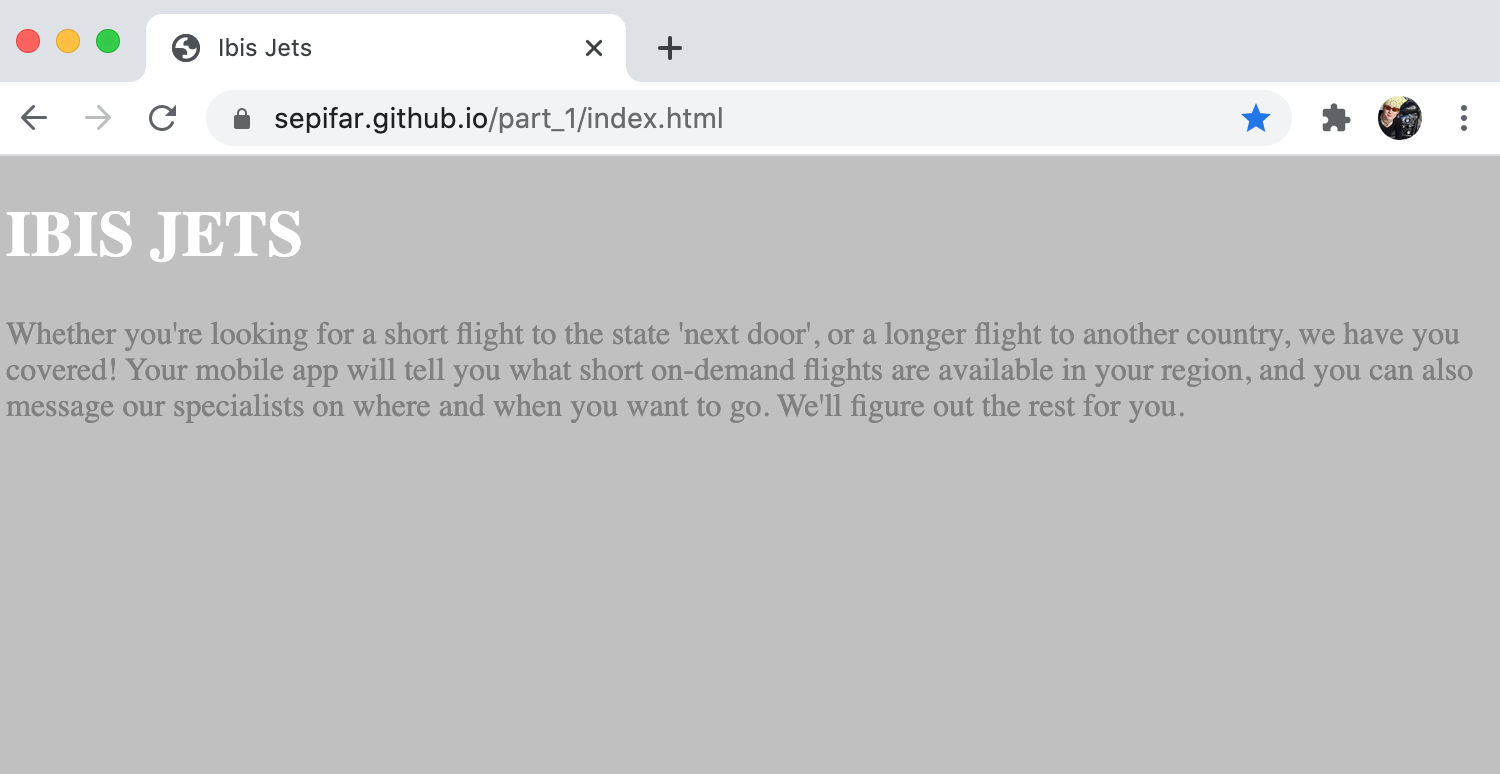 Ibis Jets
sepifar.github.io/part_1/index.html
IBIS JETS
Whether you're looking for a short flight to the state 'next door', or a longer flight to another country, we have you
covered! Your mobile app will tell you what short on-demand flights are available in your region, and you can also
message our specialists on where and when you want to go. We'll figure out the rest for you.